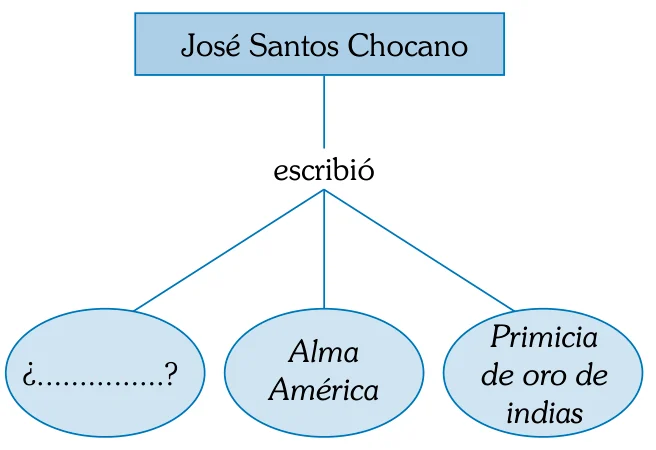 José Santos Chocano
escribió
¿...............?
Alma
América
Primicia
de oro de
indias